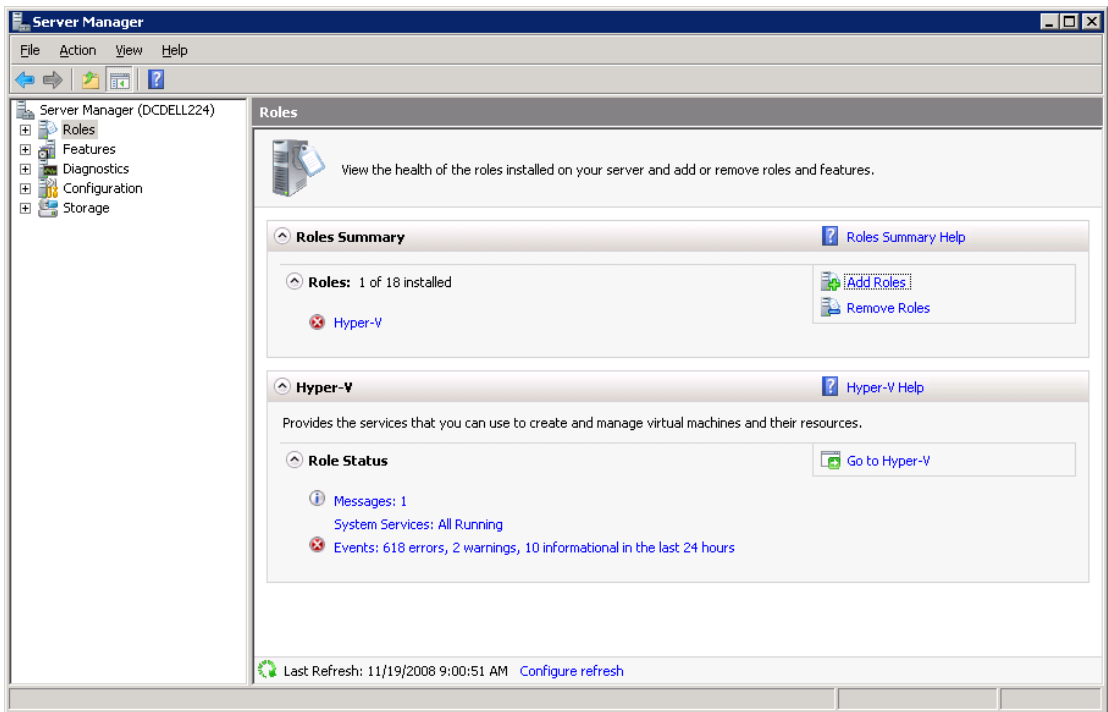 Server Manager
File Action View Help
Server Manager (DCDELL224)
Roles
Features
Diagnostics
Configuration
Storage
Roles
View the health of the roles installed on your server and add or remove roles and features.
Roles Summary
Roles Summary Help
Roles: 1 of 18 installed
Add Roles
Remove Roles
Hyper-V
Hyper-V
Hyper-V Help
Provides the services that you can use to create and manage virtual machines and their resources.
Role Status
Go to Hyper-V
Messages: 1
System Services: All Running
Events: 618 errors, 2 warnings, 10 informational in the last 24 hours
Last Refresh: 11/19/2008 9:00:51 AM Configure refresh